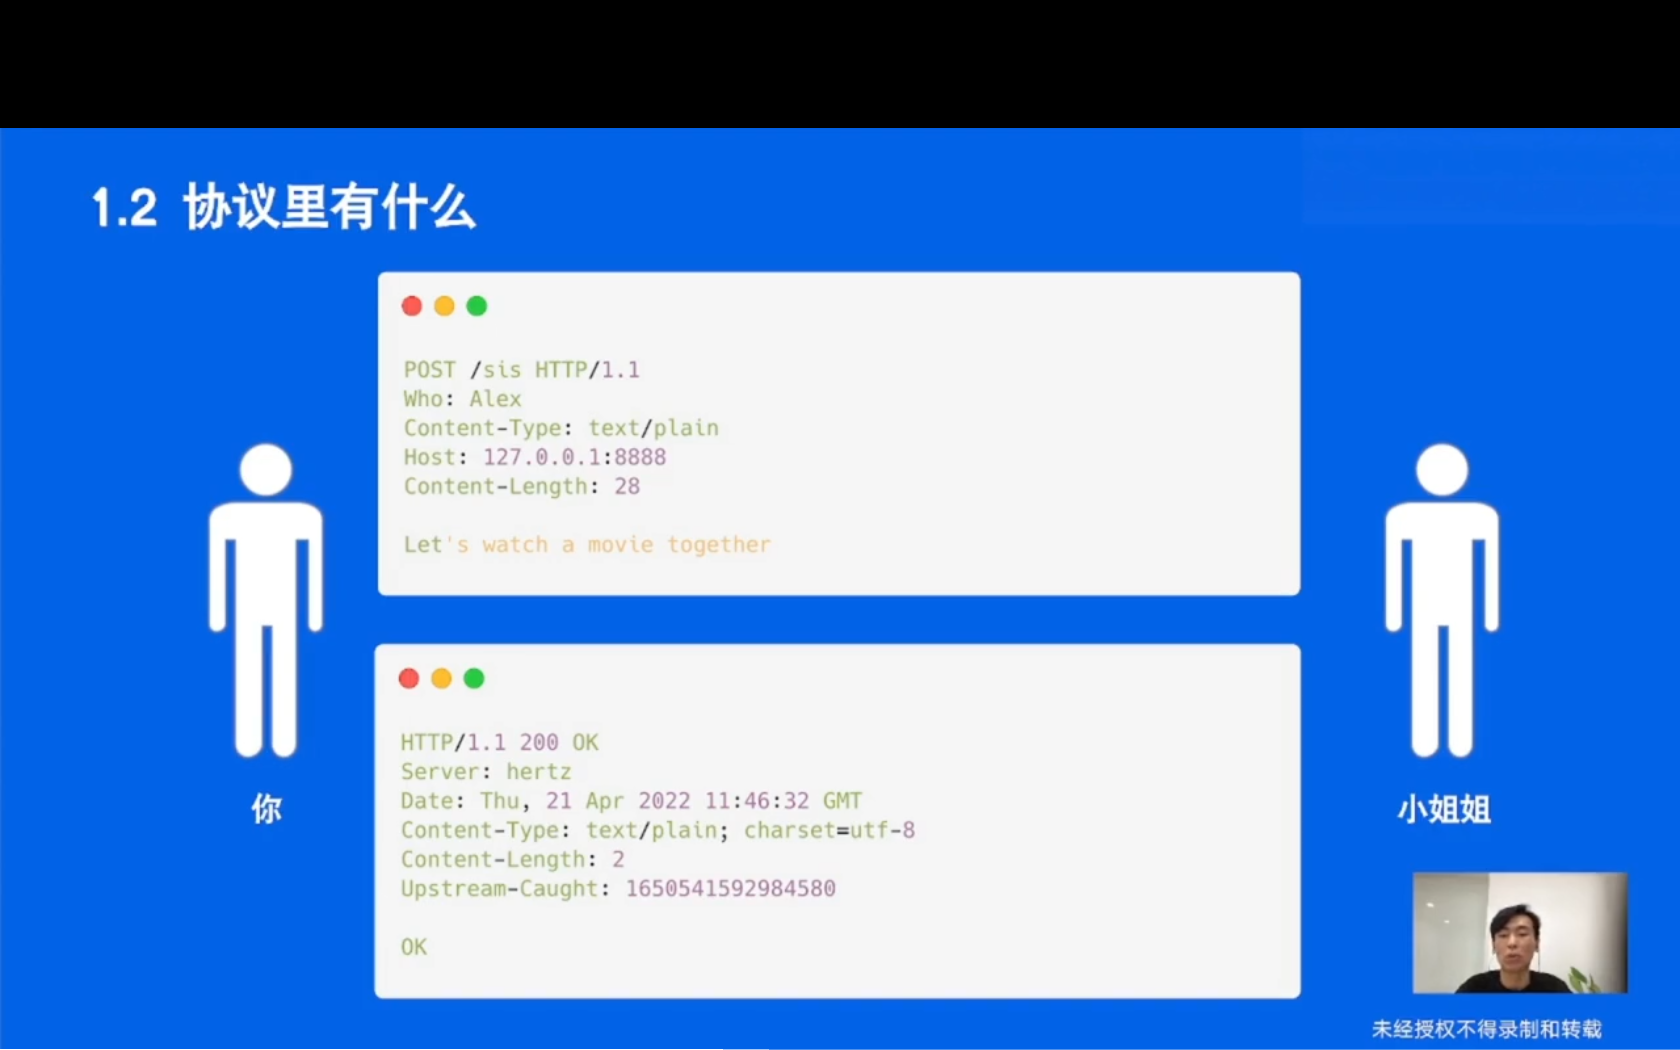 1.2 协议里有什么
POST /sis HTTP/1.1
Who: Alex
Content-Type: text/plain
Host: 127.0.0.1:8888
Content-Length: 28
Let's watch a movie together
HTTP/1.1 200 OK
Server: hertz
Date: Thu, 21 Apr 2022 11:46:32 GMT
Content-Type: text/plain; charset=utf-8
Content-Length: 2
Upstream-Caught: 1650541592984580
OK
你
小姐姐
未经授权不得录制和转载